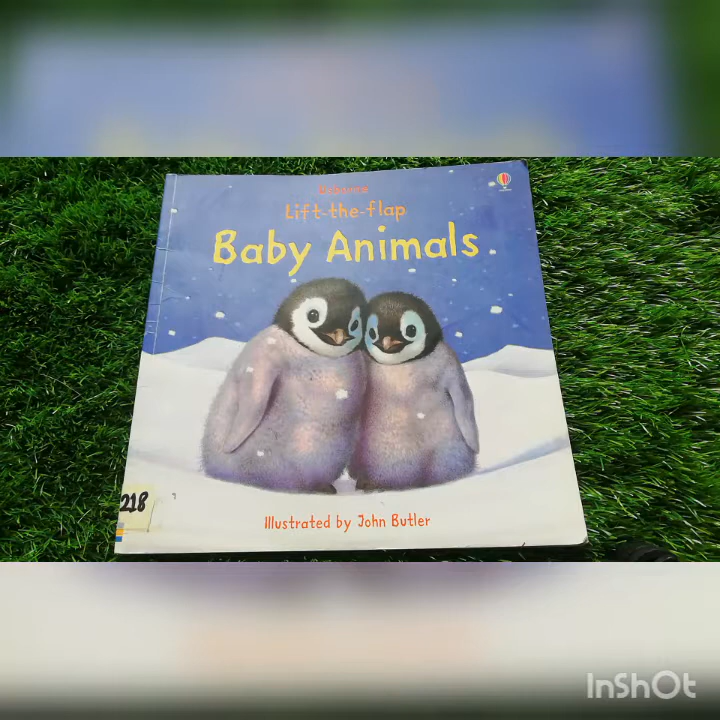 Usborne
Lift-the-flap
Baby Animals
218
Illustrated by John Butler
InShOt